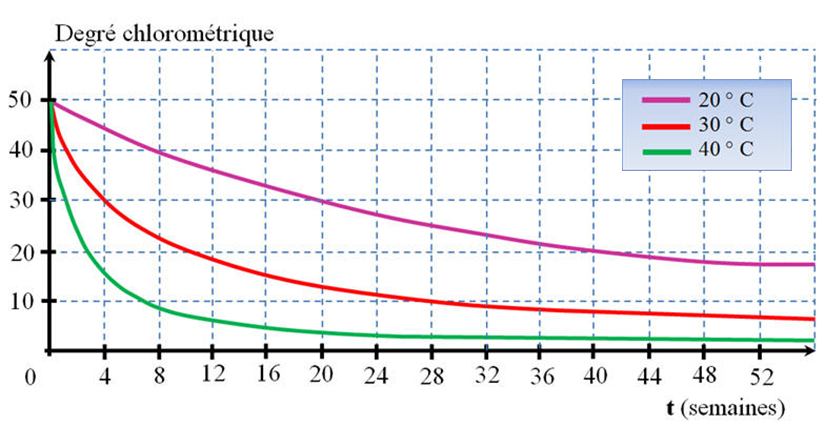 Degré chlorométrique
50
40
30
20
10
20 ° C
30 ° C
40 ° C
0 4 8 12 16 20 24 28 32 36 40 44 48 52
t (semaines)